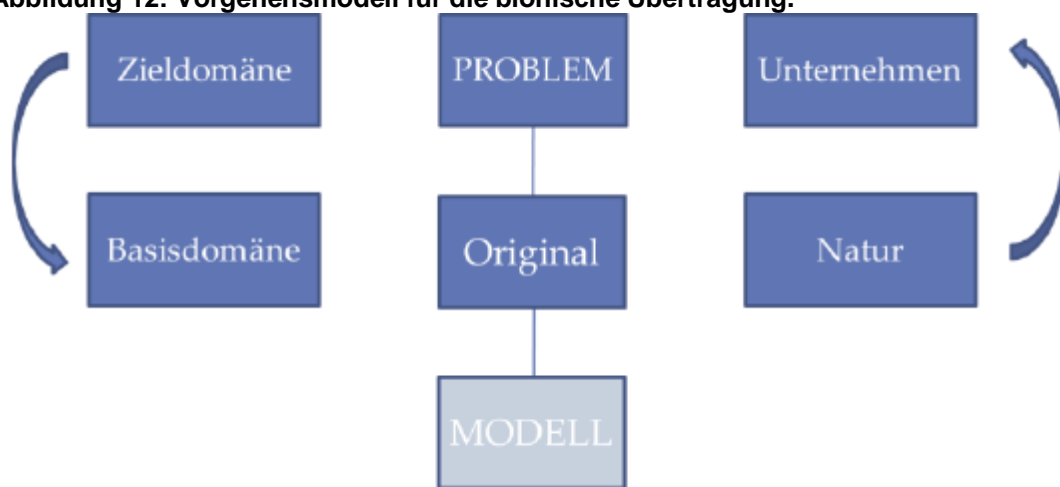 Abbildung 12: Vorgehensmodell für die bionische Übertragung.
Zieldomäne PROBLEM Unternehmen
Basisdomäne Original Natur
MODELL